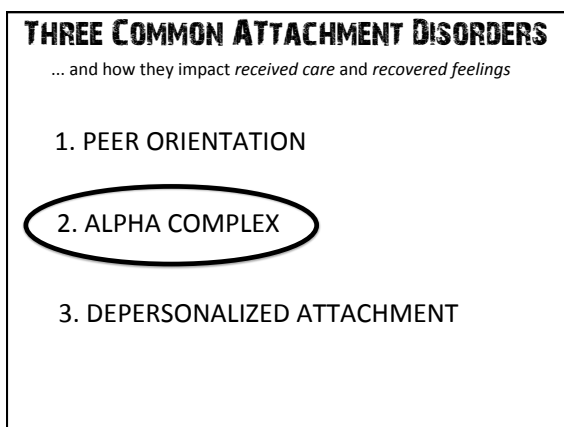 THREE COMMON ATTACHMENT DISORDERS
... and how they impact received care and recovered feelings
1. PEER ORIENTATION
2. ALPHA COMPLEX
3. DEPERSONALIZED ATTACHMENT